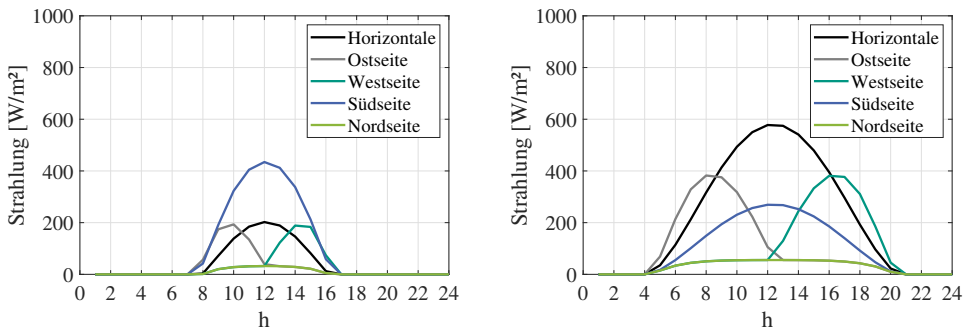 1000
800
600
400
200
0
Strahlung [W/m²]
Horizontale
Ostseite
Westseite
Südseite
Nordseite
0 2 4 6 8 10 12 14 16 18 20 22 24
h
1000
800
600
400
200
0
Strahlung [W/m²]
Horizontale
Ostseite
Westseite
Südseite
Nordseite
0 2 4 6 8 10 12 14 16 18 20 22 24
h